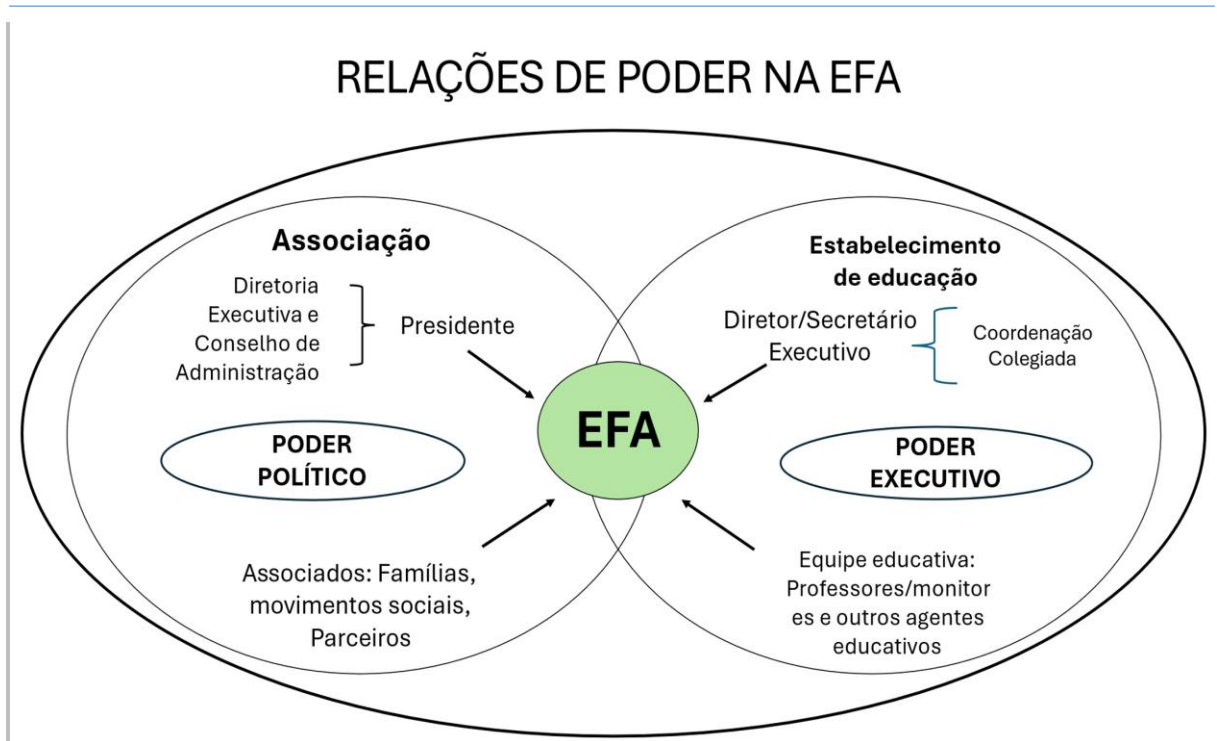 RELAÇÕES DE PODER NA EFA
Associação
Diretoria
Executiva e
Conselho de
Administração
Presidente
PODER
POLÍTICO
Associados: Famílias,
movimentos sociais,
Parceiros
EFA
Estabelecimento
de educação
Diretor/Secretário
Executivo
Coordenação
Colegiada
PODER
EXECUTIVO
Equipe educativa:
Professores/monitor
es e outros agentes
educativos